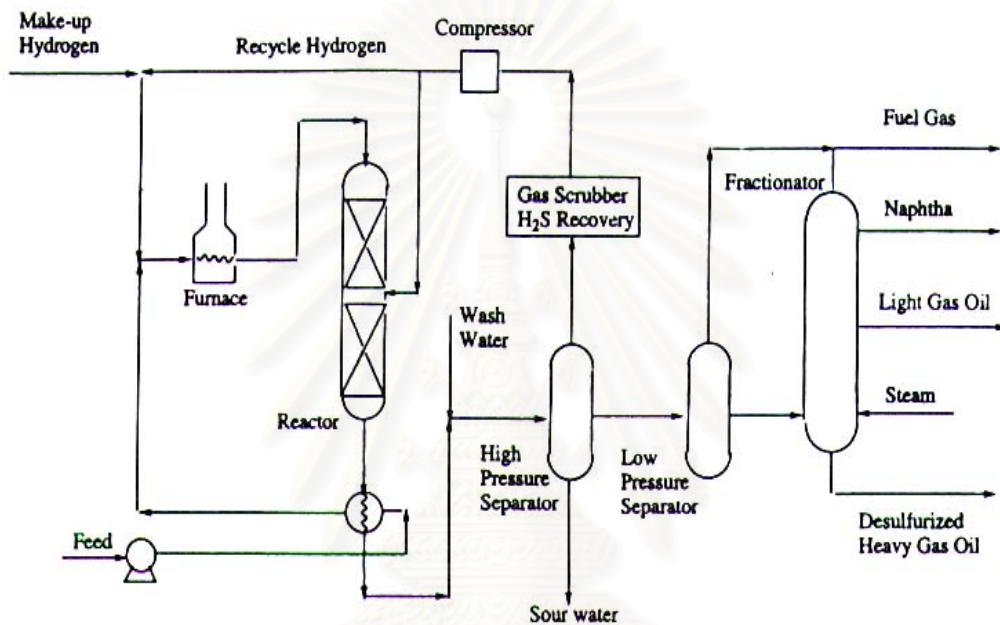 Make-up
Hydrogen
Recycle Hydrogen
Compressor
Fuel Gas
Fractionator
Gas Scrubber
H₂S Recovery
Naphtha
Furnace
Wash
Water
Light Gas Oil
Reactor
Steam
High
Pressure
Separator
Low
Pressure
Separator
Feed
Desulfurized
Heavy Gas Oil
Sour water